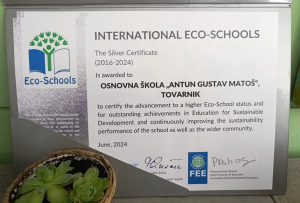 INTERNATIONAL ECO-SCHOOLS
The Silver Certificate
(2016-2024)
Is awarded to
OSNOVNA ŠKOLA „ANTUN GUSTAV MATOŠ",
TOVARNIK
to certify the advancement to a higher Eco-School status and
for outstanding achievements in Education for Sustainable
Development and continuously improving the sustainability
performance of the school as well as the wider community.
June, 2024
Eco-Schools
FEE